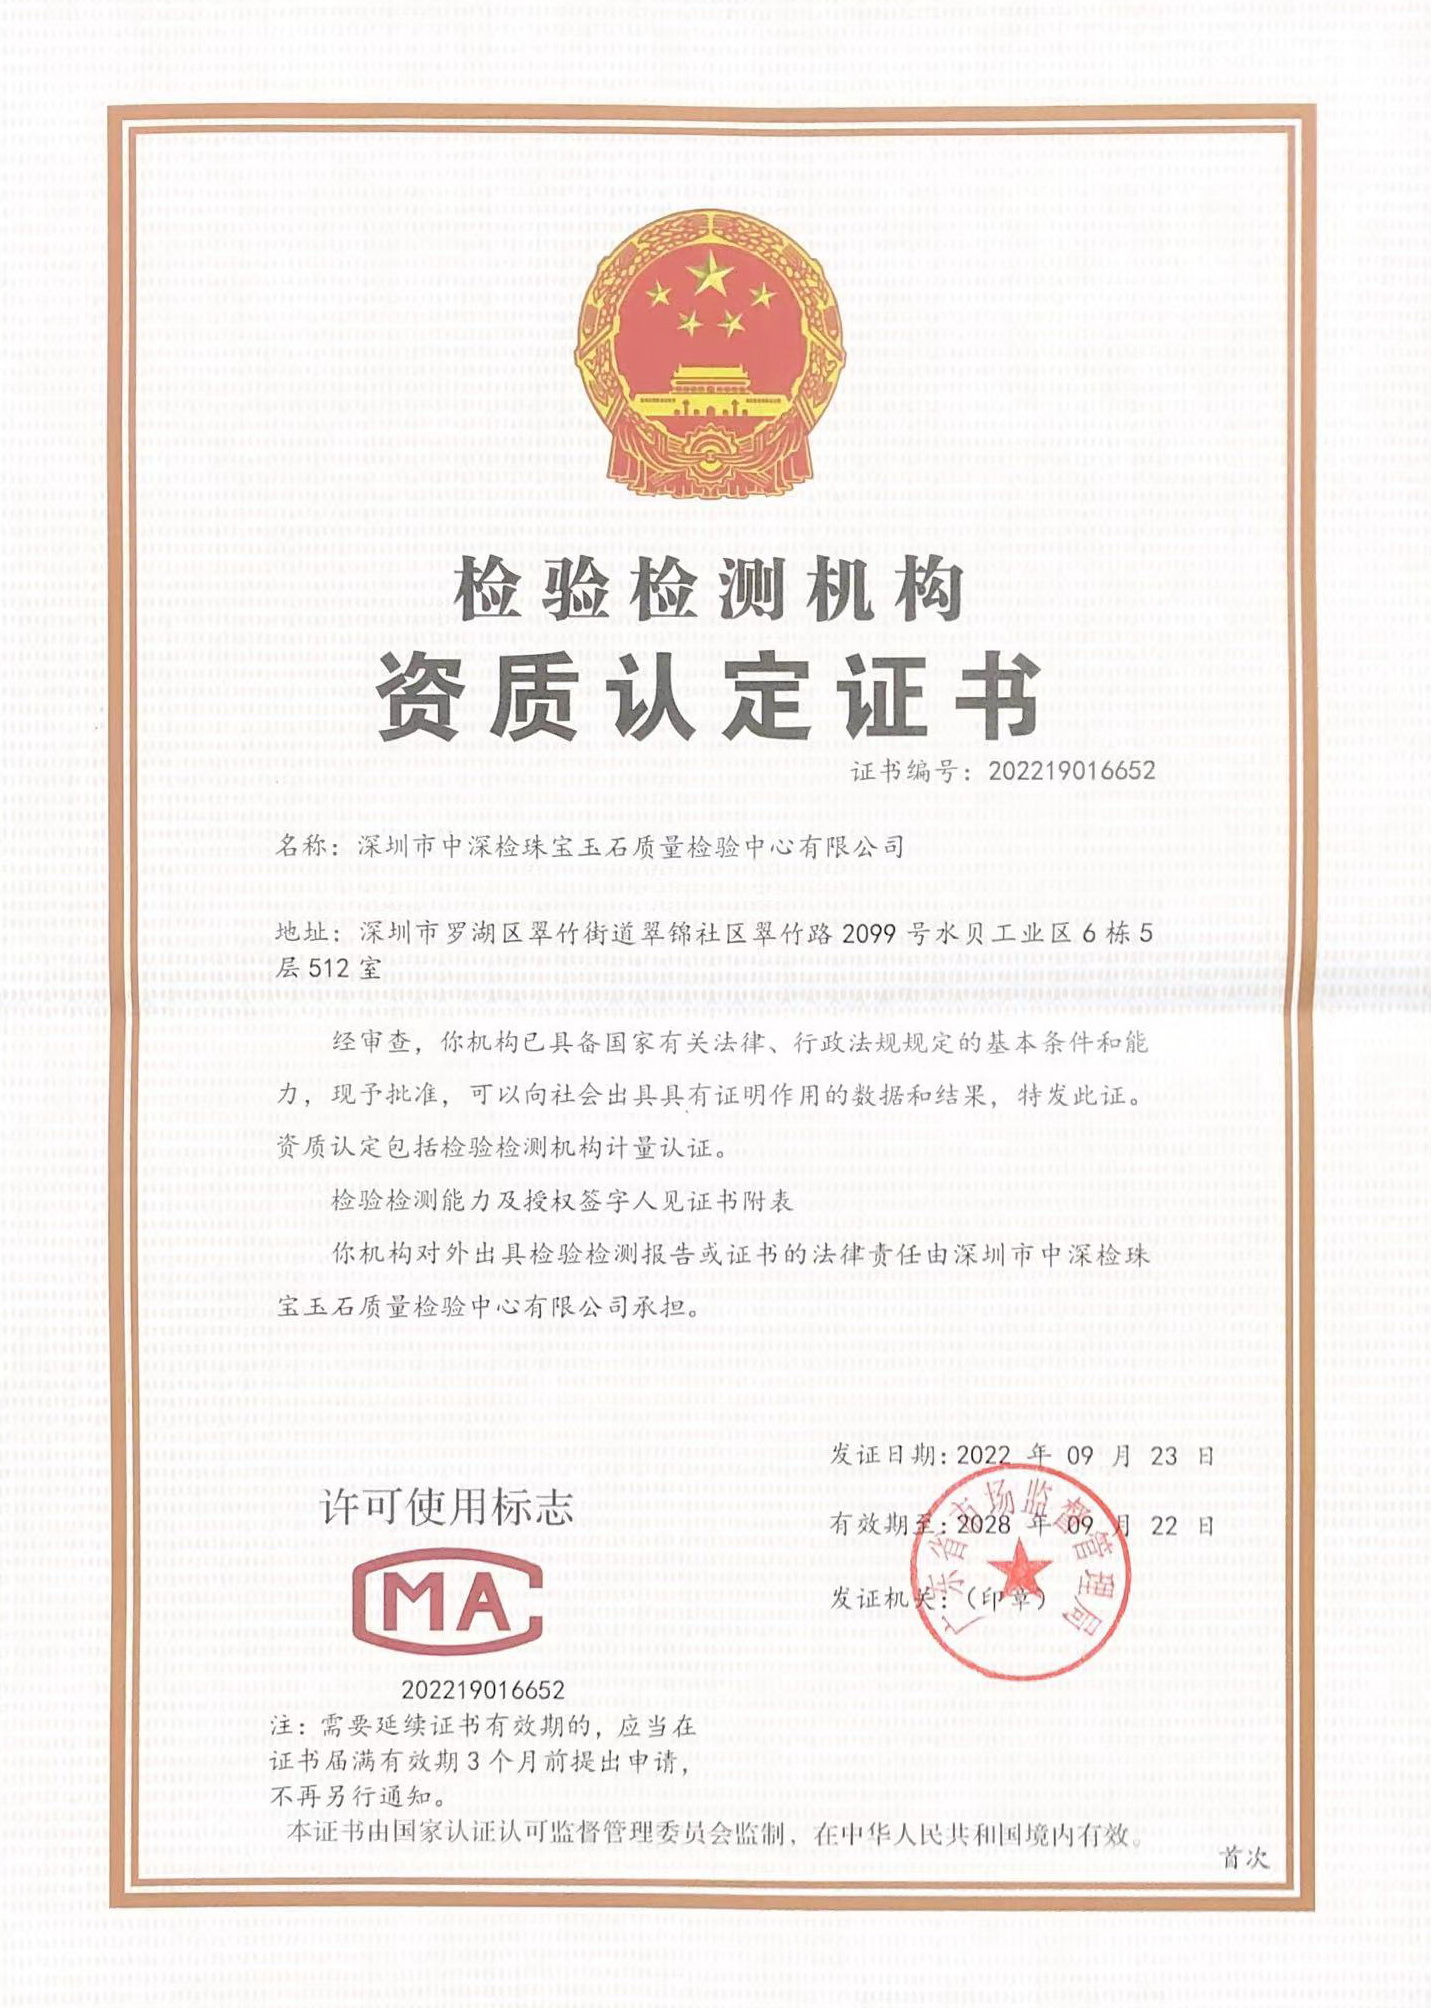 检验检测机构
资质认定证书
证书编号：202219016652
名称：深圳市中深检珠宝玉石质量检验中心有限公司
地址：深圳市罗湖区翠竹街道翠锦社区翠竹路2099号水贝工业区6栋5
层512室
经审查，你机构已具备国家有关法律、行政法规规定的基本条件和能
力，现予批准，可以向社会出具具有证明作用的数据和结果，特发此证。
资质认定包括检验检测机构计量认证。
检验检测能力及授权签字人见证书附表
你机构对外出具检验检测报告或证书的法律责任由深圳市中深检珠
宝玉石质量检验中心有限公司承担。
许可使用标志
MA
202219016652
注：需要延续证书有效期的，应当在
证书届满有效期3个月前提出申请，
不再另行通知。
发证日期：2022 年 09 月 23 日
有效期至：2028 年 09 月 22 日
发证机关：（印章）
广东省市场监督管理局
本证书由国家认证认可监督管理委员会监制，在中华人民共和国境内有效。
首次